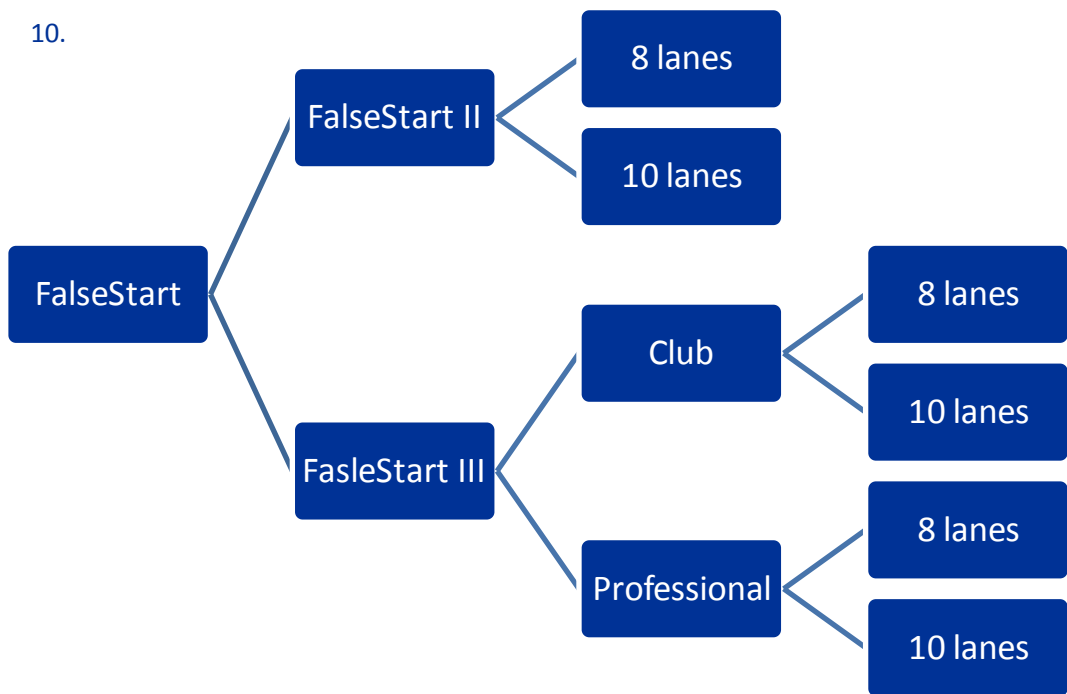 10.
FalseStart
FalseStart II
8 lanes
10 lanes
FasleStart III
Club
8 lanes
10 lanes
Professional
8 lanes
10 lanes